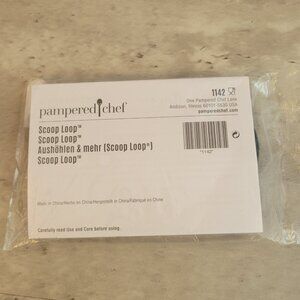 pampered chef
1142
One Pampered Chef Lane
Addison, Illinois 60101-5630 USA
pamperedchef.com
Scoop Loop™
Scoop Loop™
Aushöhlen & mehr (Scoop Loop®)
Scoop Loop™
"1142"
Made in China/Hecho en China/Hergestellt in China/Fabriqué en Chine
Carefully read Use and Care before using.